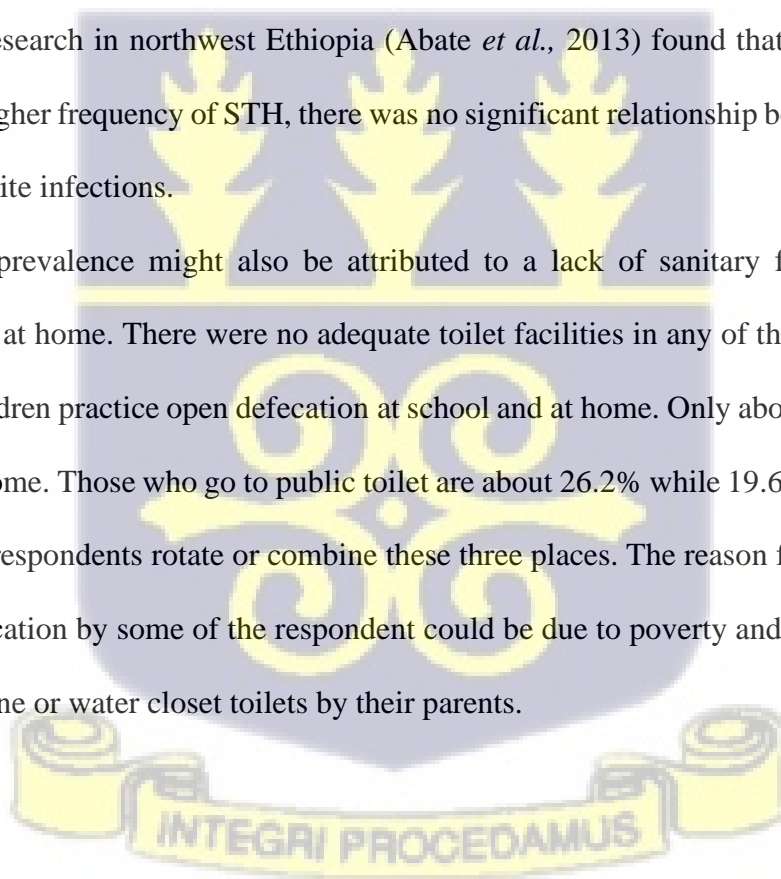 esearch in northwest Ethiopia (Abate et al., 2013) found that
gher frequency of STH, there was no significant relationship be
ite infections.
prevalence might also be attributed to a lack of sanitary f
at home. There were no adequate toilet facilities in any of th
dren practice open defecation at school and at home. Only abo
ome. Those who go to public toilet are about 26.2% while 19.6
respondents rotate or combine these three places. The reason f
cation by some of the respondent could be due to poverty and
ne or water closet toilets by their parents.
INTEGRI PROCEDAMUS